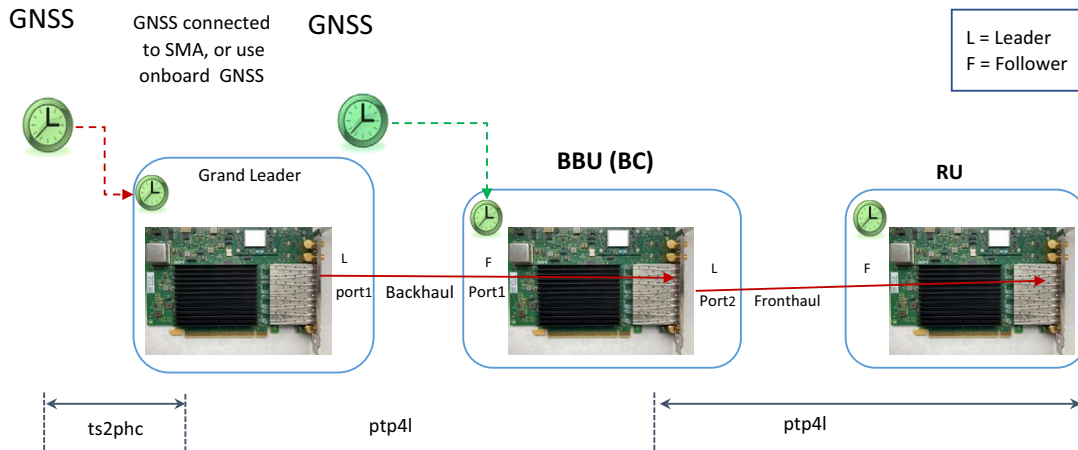 GNSS
GNSS connected
to SMA, or use
onboard GNSS
GNSS
L = Leader
F = Follower
Grand Leader
BBU (BC)
RU
L
port1
Backhaul
F
Port1
L
Port2
Fronthaul
F
ts2phc
ptp4l
ptp4l